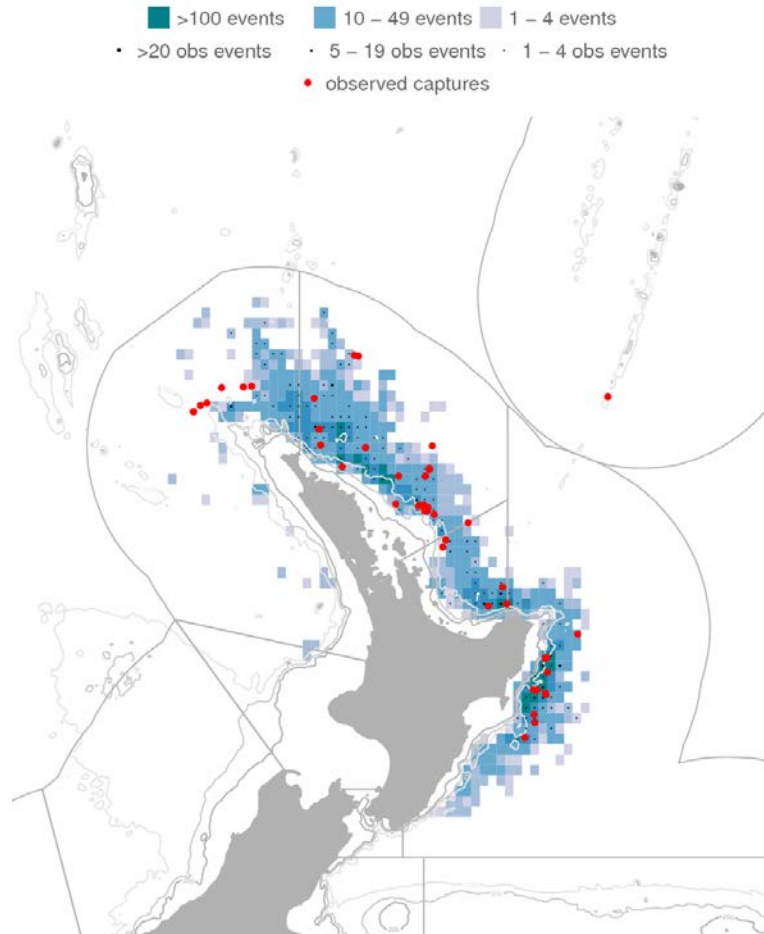 >100 events 10 – 49 events 1 – 4 events
>20 obs events 5 – 19 obs events 1 – 4 obs events
observed captures